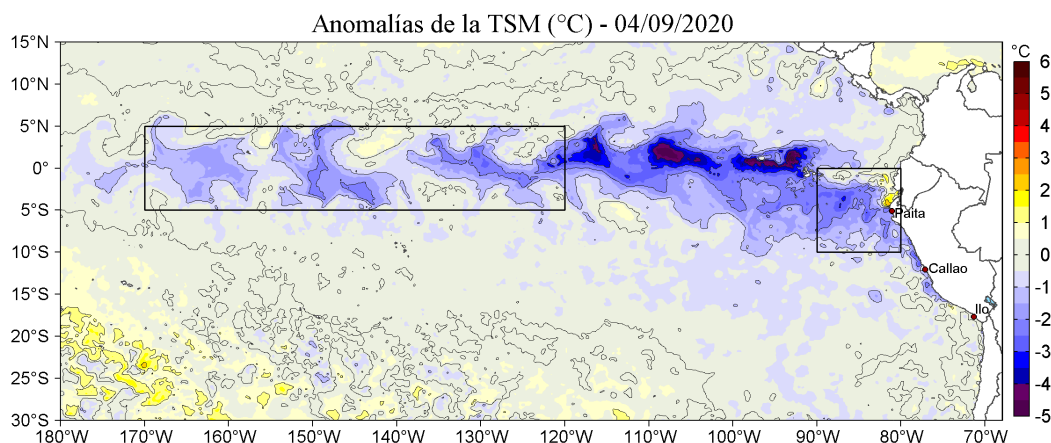 Anomalías de la TSM (°C) - 04/09/2020
15°N
10°N
5°N
0°
5°S
10°S
15°S
20°S
25°S
30°S
180°W
170°W
160°W
150°W
140°W
130°W
120°W
110°W
100°W
90°W
80°W
70°W
Paita
Callao
Ilo
°C
6
5
4
3
2
1
0
-1
-2
-3
-4
-5